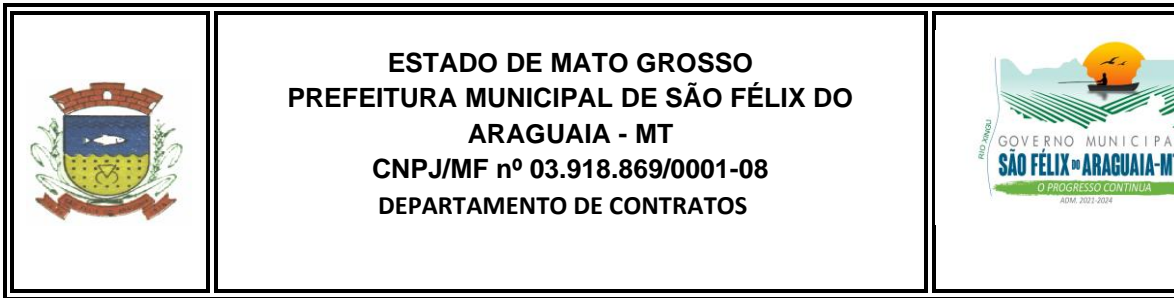 ESTADO DE MATO GROSSO
PREFEITURA MUNICIPAL DE SÃO FÉLIX DO
ARAGUAIA - MT
CNPJ/MF nº 03.918.869/0001-08
DEPARTAMENTO DE CONTRATOS
RIO XINGU
GOVERNO MUNICIPA
SÃO FÉLIX DO ARAGUAIA-MT
O PROGRESSO CONTINUA
ADM. 2021-2024